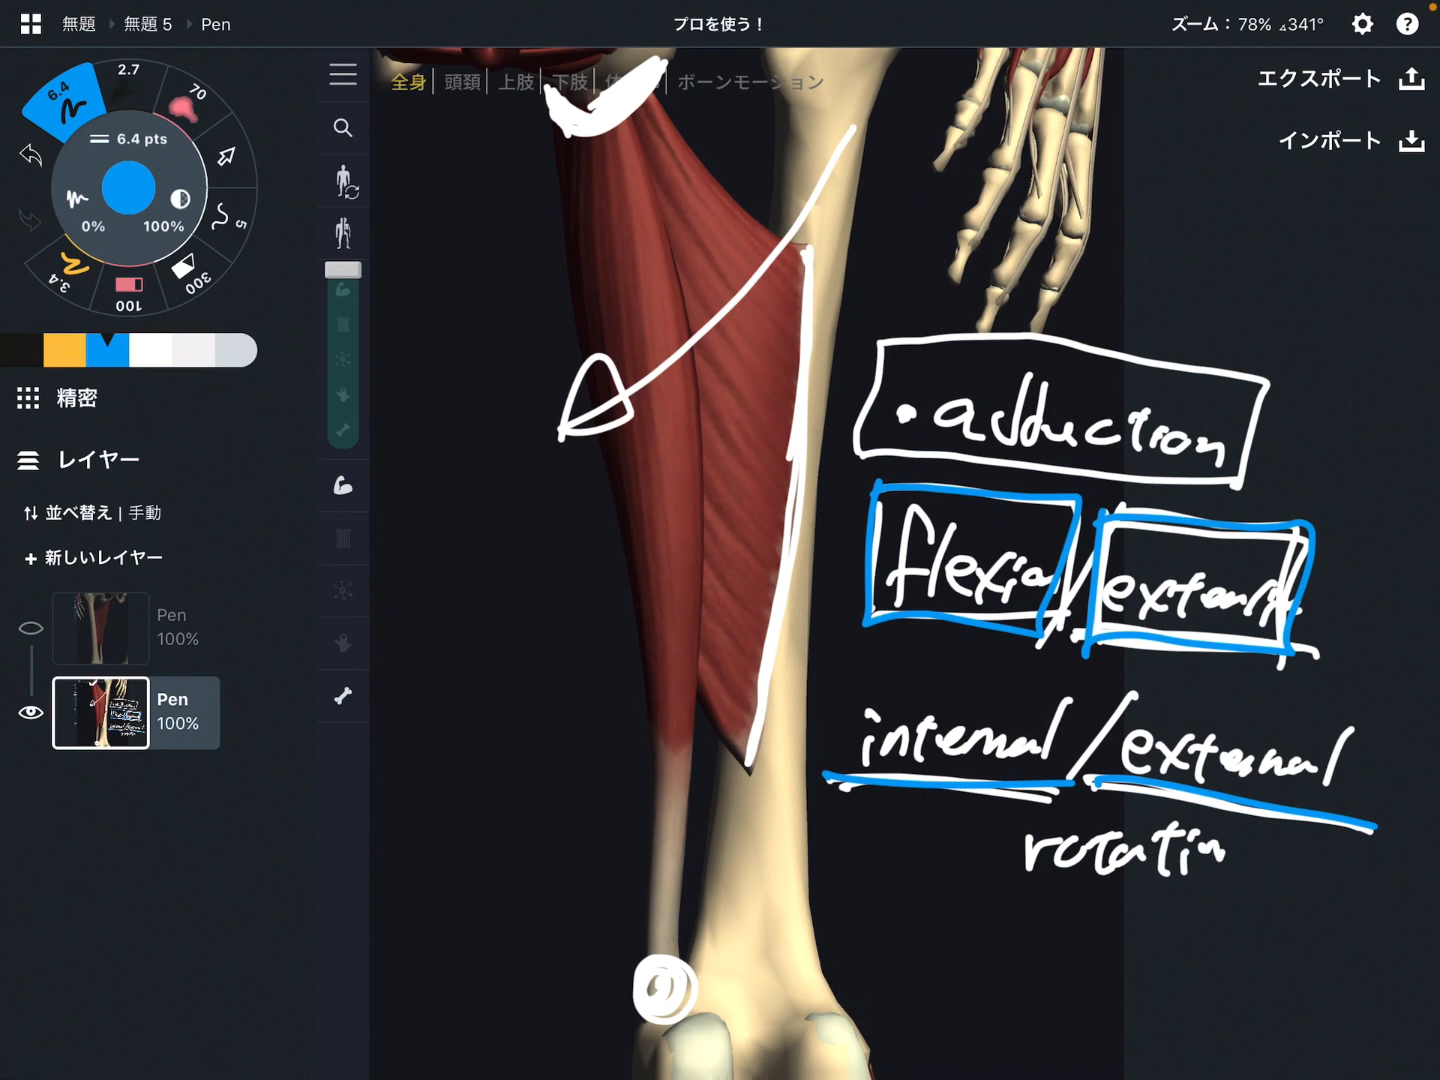 無題 無題 5 Pen
プロを使う！
ズーム： 78% ⦟341°
エクスポート
インポート
全身 頭頚 上肢 下肢 体 ボーンモーション
6.4
2.7
70
5
300
100
3.4
6.4 pts
0% 100%
精密
レイヤー
並べ替え | 手動
+ 新しいレイヤー
Pen
100%
Pen
100%
• adduction
flexion/extension
internal/external
rotatin